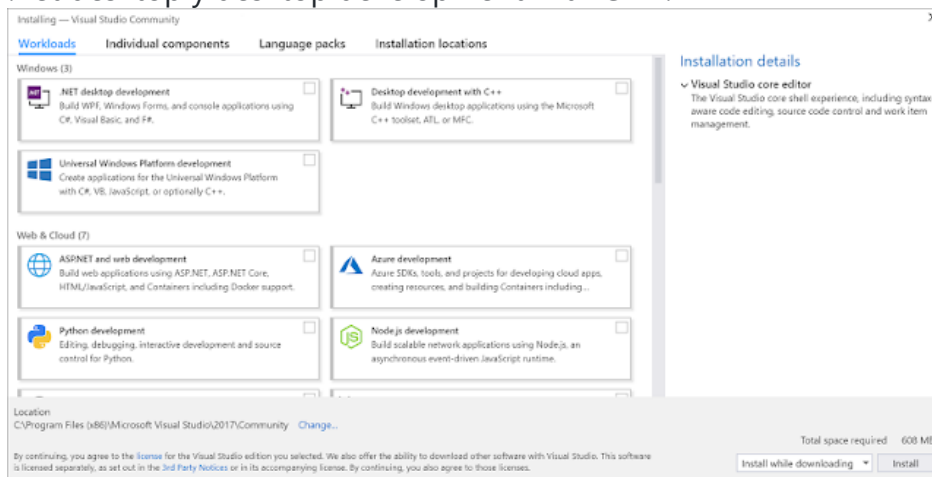 Installing — Visual Studio Community
Workloads Individual components Language packs Installation locations
Windows (3)
.NET desktop development
Build WPF, Windows Forms, and console applications using
C#, Visual Basic, and F#.
Desktop development with C++
Build Windows desktop applications using the Microsoft
C++ toolset, ATL, or MFC.
Universal Windows Platform development
Create applications for the Universal Windows Platform
with C#, VB, JavaScript, or optionally C++.
Web & Cloud (7)
ASP.NET and web development
Build web applications using ASP.NET, ASP.NET Core,
HTML/JavaScript, and Containers including Docker support.
Azure development
Azure SDKs, tools, and projects for developing cloud apps,
creating resources, and building Containers including...
Python development
Editing, debugging, interactive development and source
control for Python.
Node.js development
Build scalable network applications using Node.js, an
asynchronous event-driven JavaScript runtime.
Installation details
Visual Studio core editor
The Visual Studio core shell experience, including syntax
aware code editing, source code control and work item
management.
Location
C:\Program Files (x86)\Microsoft Visual Studio\2017\Community Change...
By continuing, you agree to the license for the Visual Studio edition you selected. We also offer the ability to download other software with Visual Studio. This software
is licensed separately, as set out in the 3rd Party Notices or in its accompanying license. By continuing, you also agree to those licenses.
Total space required 608 MB
Install while downloading Install